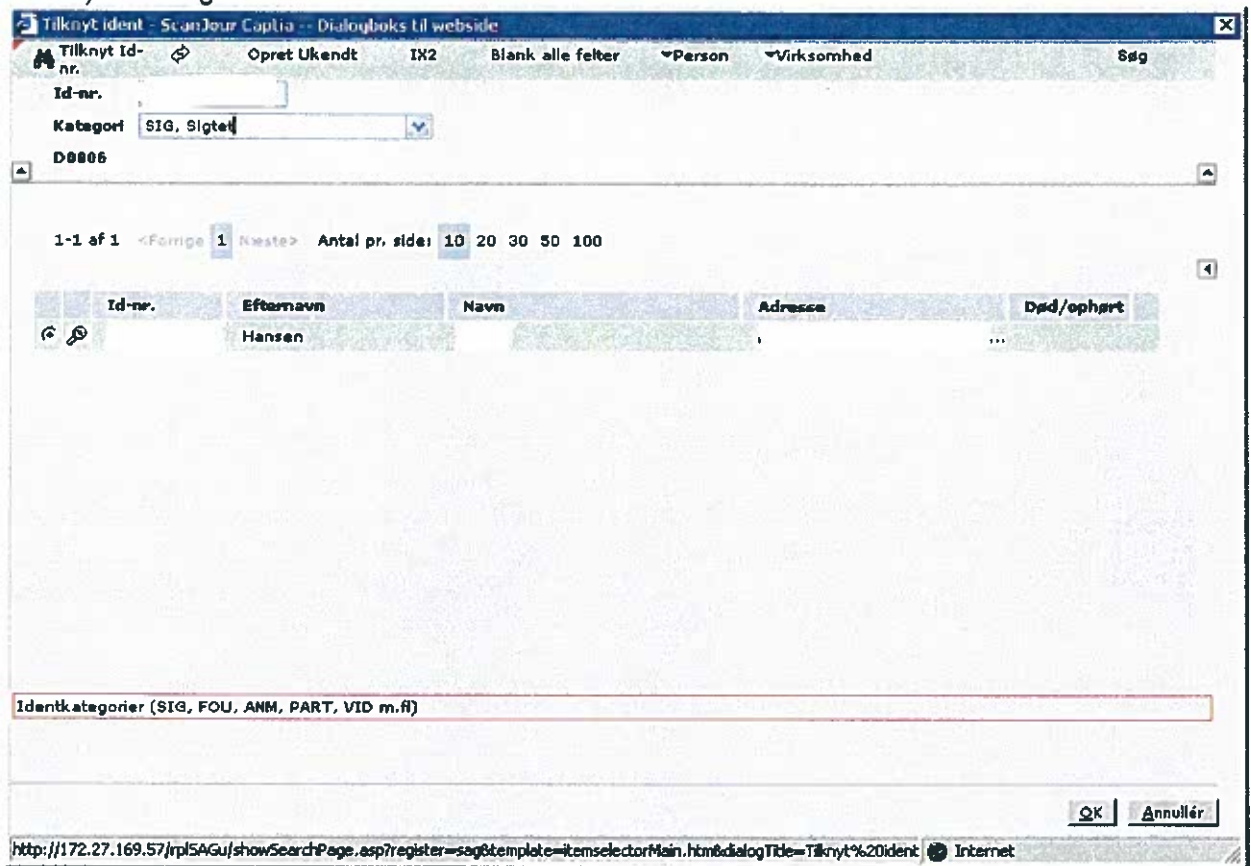 Tilknyt ident - ScanJour Captia -- Dialogboks til webside
Tilknyt Id-nr. Opret Ukendt IX2 Blank alle felter Person Virksomhed Søg
Id-nr.
Kategori SIG, Sigtet
D0806
1-1 af 1 <Forrige 1 Næste> Antal pr. side: 10 20 30 50 100
Id-nr. Efternavn Navn Adresse Død/ophørt
Hansen , ...
Identkategorier (SIG, FOU, ANM, PART, VID m.fl)
OK Annullér
http://172.27.169.57/rpl5AGu/showSearchPage.asp?register=sag&template=itemselectorMain.htm&dialogTitle=Tilknyt%20ident Internet